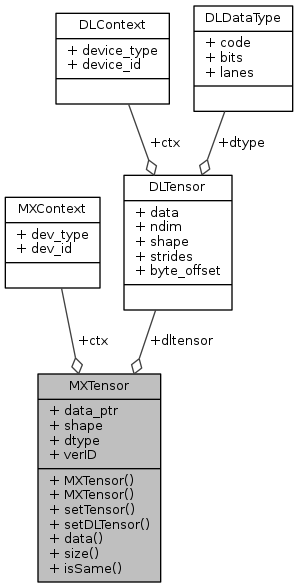 DLContext
+ device_type
+ device_id
DLDataType
+ code
+ bits
+ lanes
+ctx
+dtype
MXContext
+ dev_type
+ dev_id
DLTensor
+ data
+ ndim
+ shape
+ strides
+ byte_offset
+ctx
+dltensor
MXTensor
+ data_ptr
+ shape
+ dtype
+ verID
+ MXTensor()
+ MXTensor()
+ setTensor()
+ setDLTensor()
+ data()
+ size()
+ isSame()